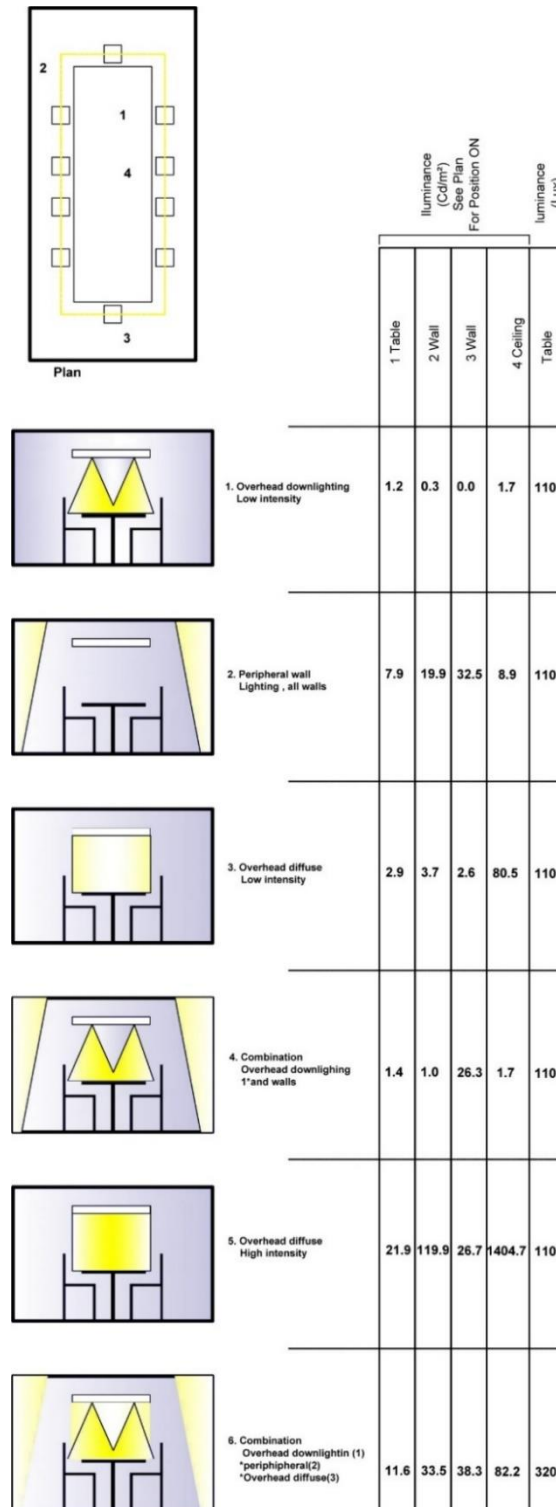 2
1
4
3
Plan
Iluminance
(Cd/m²)
See Plan
For Position ON
luminance
1 Table
2 Wall
3 Wall
4 Ceiling
Table
1. Overhead downlighting
Low intensity
1.2 0.3 0.0 1.7 110
2. Peripheral wall
Lighting , all walls
7.9 19.9 32.5 8.9 110
3. Overhead diffuse
Low intensity
2.9 3.7 2.6 80.5 110
4. Combination
Overhead downlighing
1*and walls
1.4 1.0 26.3 1.7 110
5. Overhead diffuse
High intensity
21.9 119.9 26.7 1404.7 110
6. Combination
Overhead downlightin (1)
*periphipheral(2)
*Overhead diffuse(3)
11.6 33.5 38.3 82.2 320